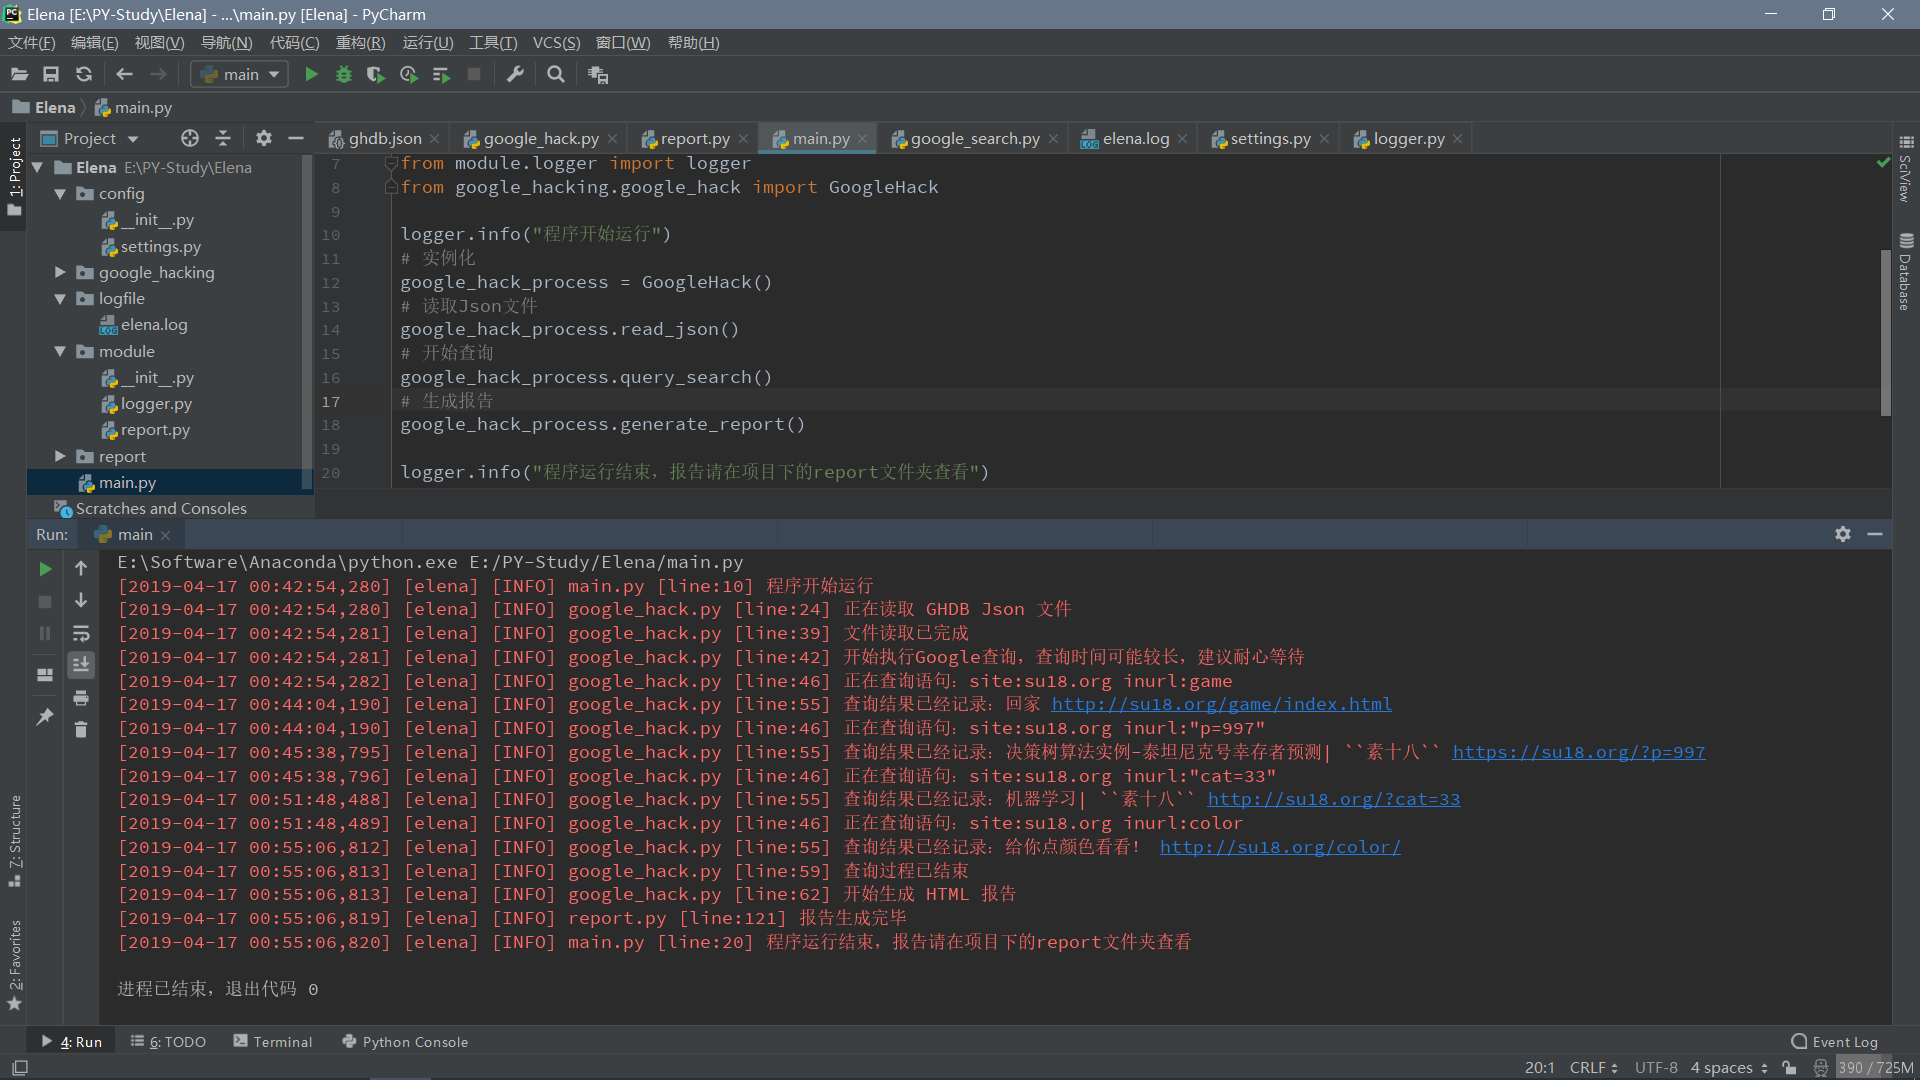 Elena [E:\PY-Study\Elena] - ...\main.py [Elena] - PyCharm
文件(F) 编辑(E) 视图(V) 导航(N) 代码(C) 重构(R) 运行(U) 工具(T) VCS(S) 窗口(W) 帮助(H)
main
Elena main.py
1: Project
Project
ghdb.json google_hack.py report.py main.py google_search.py elena.log settings.py logger.py
Elena E:\PY-Study\Elena
config
__init__.py
settings.py
google_hacking
logfile
elena.log
module
__init__.py
logger.py
report.py
report
main.py
Scratches and Consoles
7 from module.logger import logger
8 from google_hacking.google_hack import GoogleHack
9
10 logger.info("程序开始运行")
11 # 实例化
12 google_hack_process = GoogleHack()
13 # 读取Json文件
14 google_hack_process.read_json()
15 # 开始查询
16 google_hack_process.query_search()
17 # 生成报告
18 google_hack_process.generate_report()
19
20 logger.info("程序运行结束，报告请在项目下的report文件夹查看")
SciView
Database
Run: main
E:\Software\Anaconda\python.exe E:/PY-Study/Elena/main.py
[2019-04-17 00:42:54,280] [elena] [INFO] main.py [line:10] 程序开始运行
[2019-04-17 00:42:54,280] [elena] [INFO] google_hack.py [line:24] 正在读取 GHDB Json 文件
[2019-04-17 00:42:54,281] [elena] [INFO] google_hack.py [line:39] 文件读取已完成
[2019-04-17 00:42:54,281] [elena] [INFO] google_hack.py [line:42] 开始执行Google查询，查询时间可能较长，建议耐心等待
[2019-04-17 00:42:54,282] [elena] [INFO] google_hack.py [line:46] 正在查询语句：site:su18.org inurl:game
[2019-04-17 00:44:04,190] [elena] [INFO] google_hack.py [line:55] 查询结果已经记录：回家 http://su18.org/game/index.html
[2019-04-17 00:44:04,190] [elena] [INFO] google_hack.py [line:46] 正在查询语句：site:su18.org inurl:"p=997"
[2019-04-17 00:45:38,795] [elena] [INFO] google_hack.py [line:55] 查询结果已经记录：决策树算法实例-泰坦尼克号幸存者预测| ``素十八`` https://su18.org/?p=997
[2019-04-17 00:45:38,796] [elena] [INFO] google_hack.py [line:46] 正在查询语句：site:su18.org inurl:"cat=33"
[2019-04-17 00:51:48,488] [elena] [INFO] google_hack.py [line:55] 查询结果已经记录：机器学习| ``素十八`` http://su18.org/?cat=33
[2019-04-17 00:51:48,489] [elena] [INFO] google_hack.py [line:46] 正在查询语句：site:su18.org inurl:color
[2019-04-17 00:55:06,812] [elena] [INFO] google_hack.py [line:55] 查询结果已经记录：给你点颜色看看！ http://su18.org/color/
[2019-04-17 00:55:06,813] [elena] [INFO] google_hack.py [line:59] 查询过程已结束
[2019-04-17 00:55:06,813] [elena] [INFO] google_hack.py [line:62] 开始生成 HTML 报告
[2019-04-17 00:55:06,819] [elena] [INFO] report.py [line:121] 报告生成完毕
[2019-04-17 00:55:06,820] [elena] [INFO] main.py [line:20] 程序运行结束，报告请在项目下的report文件夹查看
进程已结束，退出代码 0
7: Structure
2: Favorites
4: Run 6: TODO Terminal Python Console Event Log
20:1 CRLF UTF-8 4 spaces 390 / 725M